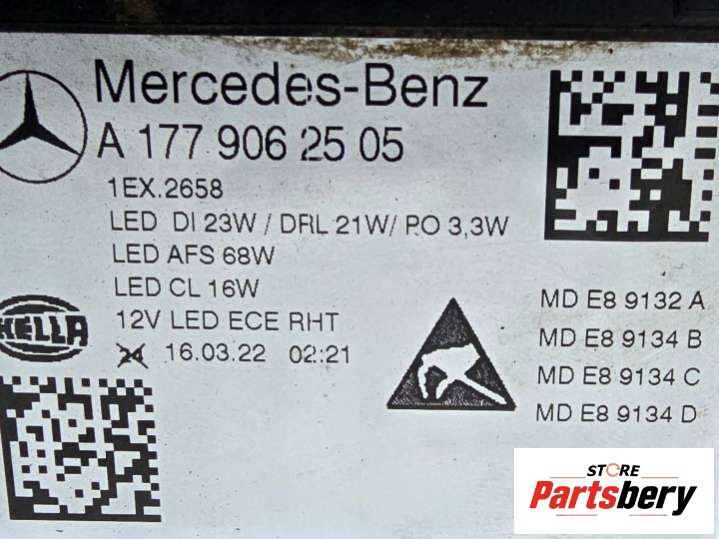 Mercedes-Benz
A 177 906 25 05
1EX.2658
LED DI 23W / DRL 21W / PO 3,3W
LED AFS 68W
LED CL 16W
12V LED ECE RHT
24 16.03.22 02:21
HELLA
MD E8 9132 A
MD E8 9134 B
MD E8 9134 C
MD E8 9134 D
STORE
Partsbery